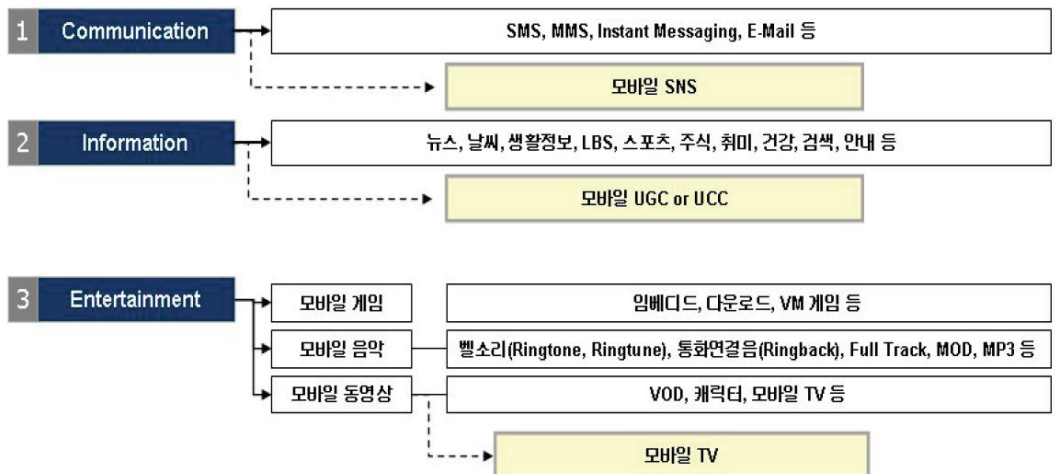 1 Communication SMS, MMS, Instant Messaging, E-Mail 등
모바일 SNS
2 Information 뉴스, 날씨, 생활정보, LBS, 스포츠, 주식, 취미, 건강, 검색, 안내 등
모바일 UGC or UCC
3 Entertainment 모바일 게임 임베디드, 다운로드, VM 게임 등
모바일 음악 벨소리(Ringtone, Ringtune), 통화연결음(Ringback), Full Track, MOD, MP3 등
모바일 동영상 VOD, 캐릭터, 모바일 TV 등
모바일 TV